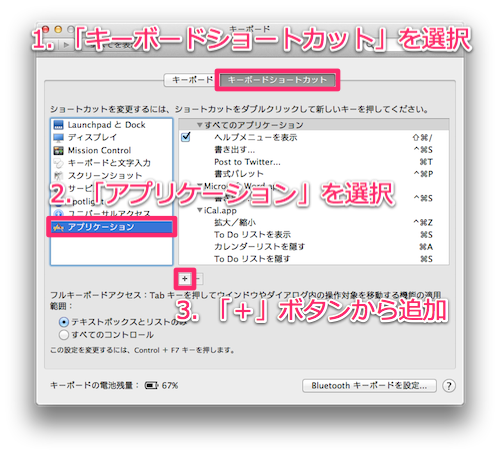 キーボード
1. 「キーボードショートカット」を選択
キーボード キーボードショートカット
ショートカットを変更するには、ショートカットをダブルクリックして新しいキーを押してください。
Launchpad と Dock
ディスプレイ
Mission Control
キーボードと文字入力
スクリーンショット
サービス
Spotlight
ユニバーサルアクセス
アプリケーション
▼すべてのアプリケーション
ヘルプメニューを表示 ⇧⌘/
書き出す... ^⌘S
Post to Twitter... ⌘T
書式パレット ^⌘P
^⌘S
▼iCal.app
拡大／縮小 ^⌘Z
To Do リストを表示 ⌘S
カレンダーリストを隠す ⌘A
To Do リストを隠す ⌘S
2. 「アプリケーション」を選択
+ −
3. 「＋」ボタンから追加
フルキーボードアクセス：Tab キーを押してウインドウやダイアログ内の操作対象を移動する機能の適用
範囲：
テキストボックスとリストのみ
すべてのコントロール
この設定を変更するには、Control + F7 キーを押します。
キーボードの電池残量： 67%
Bluetooth キーボードを設定...
?